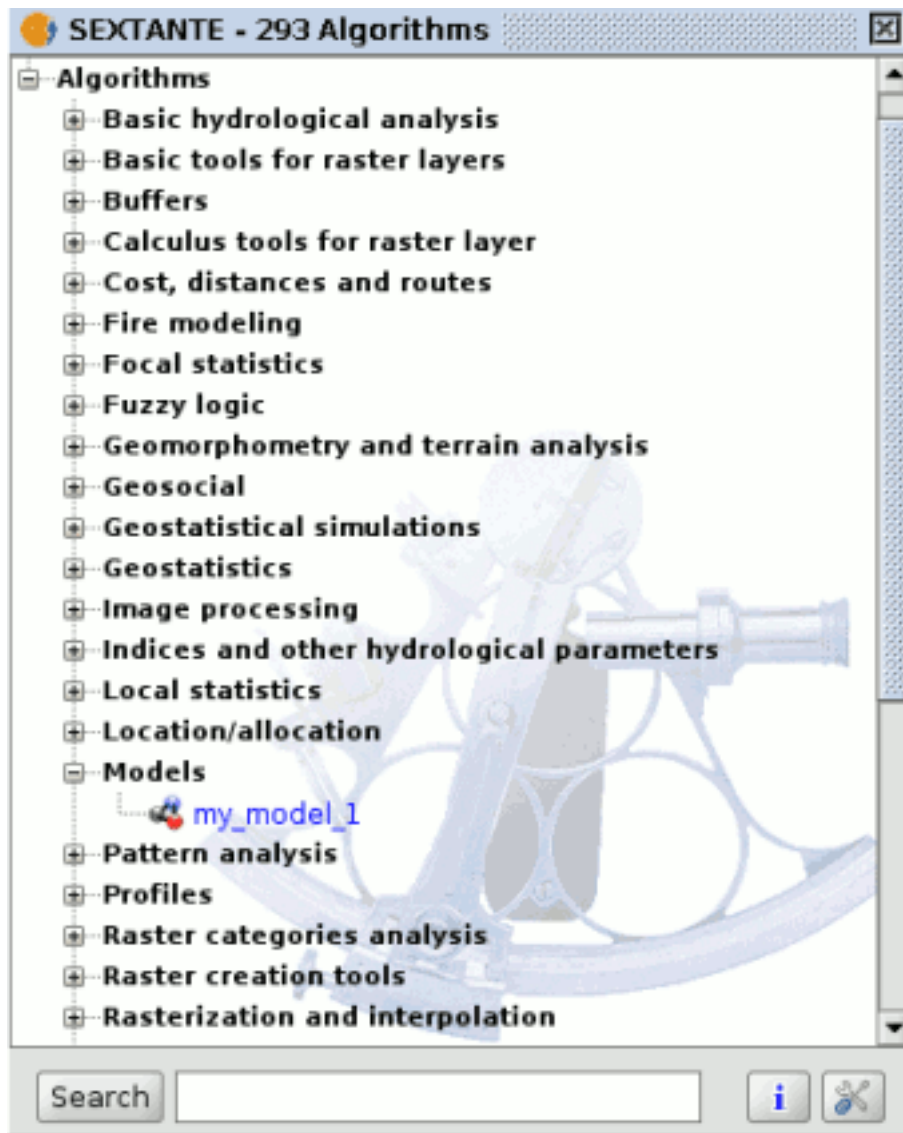 SEXTANTE - 293 Algorithms
Algorithms
Basic hydrological analysis
Basic tools for raster layers
Buffers
Calculus tools for raster layer
Cost, distances and routes
Fire modeling
Focal statistics
Fuzzy logic
Geomorphometry and terrain analysis
Geosocial
Geostatistical simulations
Geostatistics
Image processing
Indices and other hydrological parameters
Local statistics
Location/allocation
Models
my_model_1
Pattern analysis
Profiles
Raster categories analysis
Raster creation tools
Rasterization and interpolation
Search
i